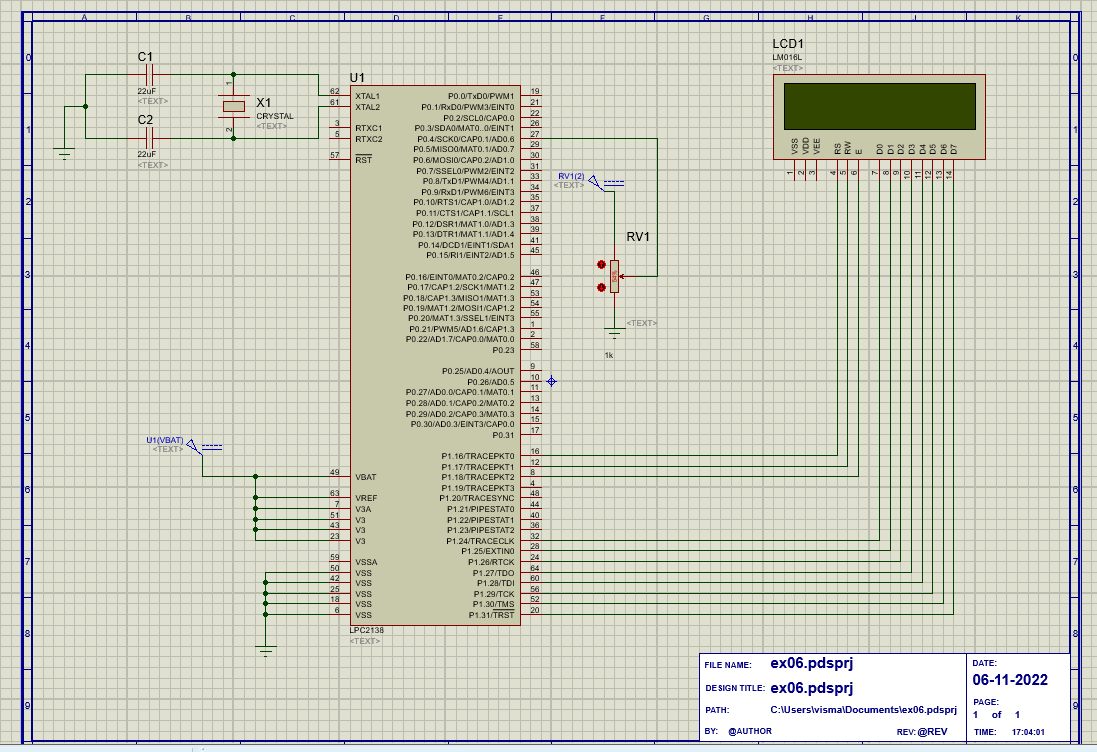 A B C D E F G H J K
0 0
1 1
2 2
3 3
4 4
5 5
6 6
7 7
8 8
9 9
C1
22uF
<TEXT>
C2
22uF
<TEXT>
1
X1
CRYSTAL
<TEXT>
2
U1
62 XTAL1
61 XTAL2
3 RTXC1
5 RTXC2
57 RST
49 VBAT
63 VREF
7 V3A
51 V3
43 V3
23 V3
59 VSSA
50 VSS
42 VSS
25 VSS
18 VSS
6 VSS
P0.0/TxD0/PWM1 19
P0.1/RxD0/PWM3/EINT0 21
P0.2/SCL0/CAP0.0 22
P0.3/SDA0/MAT0..0/EINT1 26
P0.4/SCK0/CAP0.1/AD0.6 27
P0.5/MISO0/MAT0.1/AD0.7 29
P0.6/MOSI0/CAP0.2/AD1.0 30
P0.7/SSEL0/PWM2/EINT2 31
P0.8/TxD1/PWM4/AD1.1 33
P0.9/RxD1/PWM6/EINT3 34
P0.10/RTS1/CAP1.0/AD1.2 35
P0.11/CTS1/CAP1.1/SCL1 37
P0.12/DSR1/MAT1.0/AD1.3 38
P0.13/DTR1/MAT1.1/AD1.4 39
P0.14/DCD1/EINT1/SDA1 41
P0.15/RI1/EINT2/AD1.5 45
P0.16/EINT0/MAT0.2/CAP0.2 46
P0.17/CAP1.2/SCK1/MAT1.2 47
P0.18/CAP1.3/MISO1/MAT1.3 53
P0.19/MAT1.2/MOSI1/CAP1.2 54
P0.20/MAT1.3/SSEL1/EINT3 55
P0.21/PWM5/AD1.6/CAP1.3 1
P0.22/AD1.7/CAP0.0/MAT0.0 2
P0.23 58
P0.25/AD0.4/AOUT 9
P0.26/AD0.5 10
P0.27/AD0.0/CAP0.1/MAT0.1 11
P0.28/AD0.1/CAP0.2/MAT0.2 13
P0.29/AD0.2/CAP0.3/MAT0.3 14
P0.30/AD0.3/EINT3/CAP0.0 15
P0.31 17
P1.16/TRACEPKT0 16
P1.17/TRACEPKT1 12
P1.18/TRACEPKT2 8
P1.19/TRACEPKT3 4
P1.20/TRACESYNC 48
P1.21/PIPESTAT0 44
P1.22/PIPESTAT1 40
P1.23/PIPESTAT2 36
P1.24/TRACECLK 32
P1.25/EXTIN0 28
P1.26/RTCK 24
P1.27/TDO 64
P1.28/TDI 60
P1.29/TCK 56
P1.30/TMS 52
P1.31/TRST 20
LPC2138
<TEXT>
U1(VBAT)
<TEXT>
RV1(2)
<TEXT>
RV1
<TEXT>
1k
LCD1
LM016L
<TEXT>
VSS VDD VEE RS RW E D0 D1 D2 D3 D4 D5 D6 D7
1 2 3 4 5 6 7 8 9 10 11 12 13 14
FILE NAME: ex06.pdsprj
DESIGN TITLE: ex06.pdsprj
PATH: C:\Users\visma\Documents\ex06.pdsprj
BY: @AUTHOR REV:@REV
DATE:
06-11-2022
PAGE:
1 of 1
TIME: 17:04:01